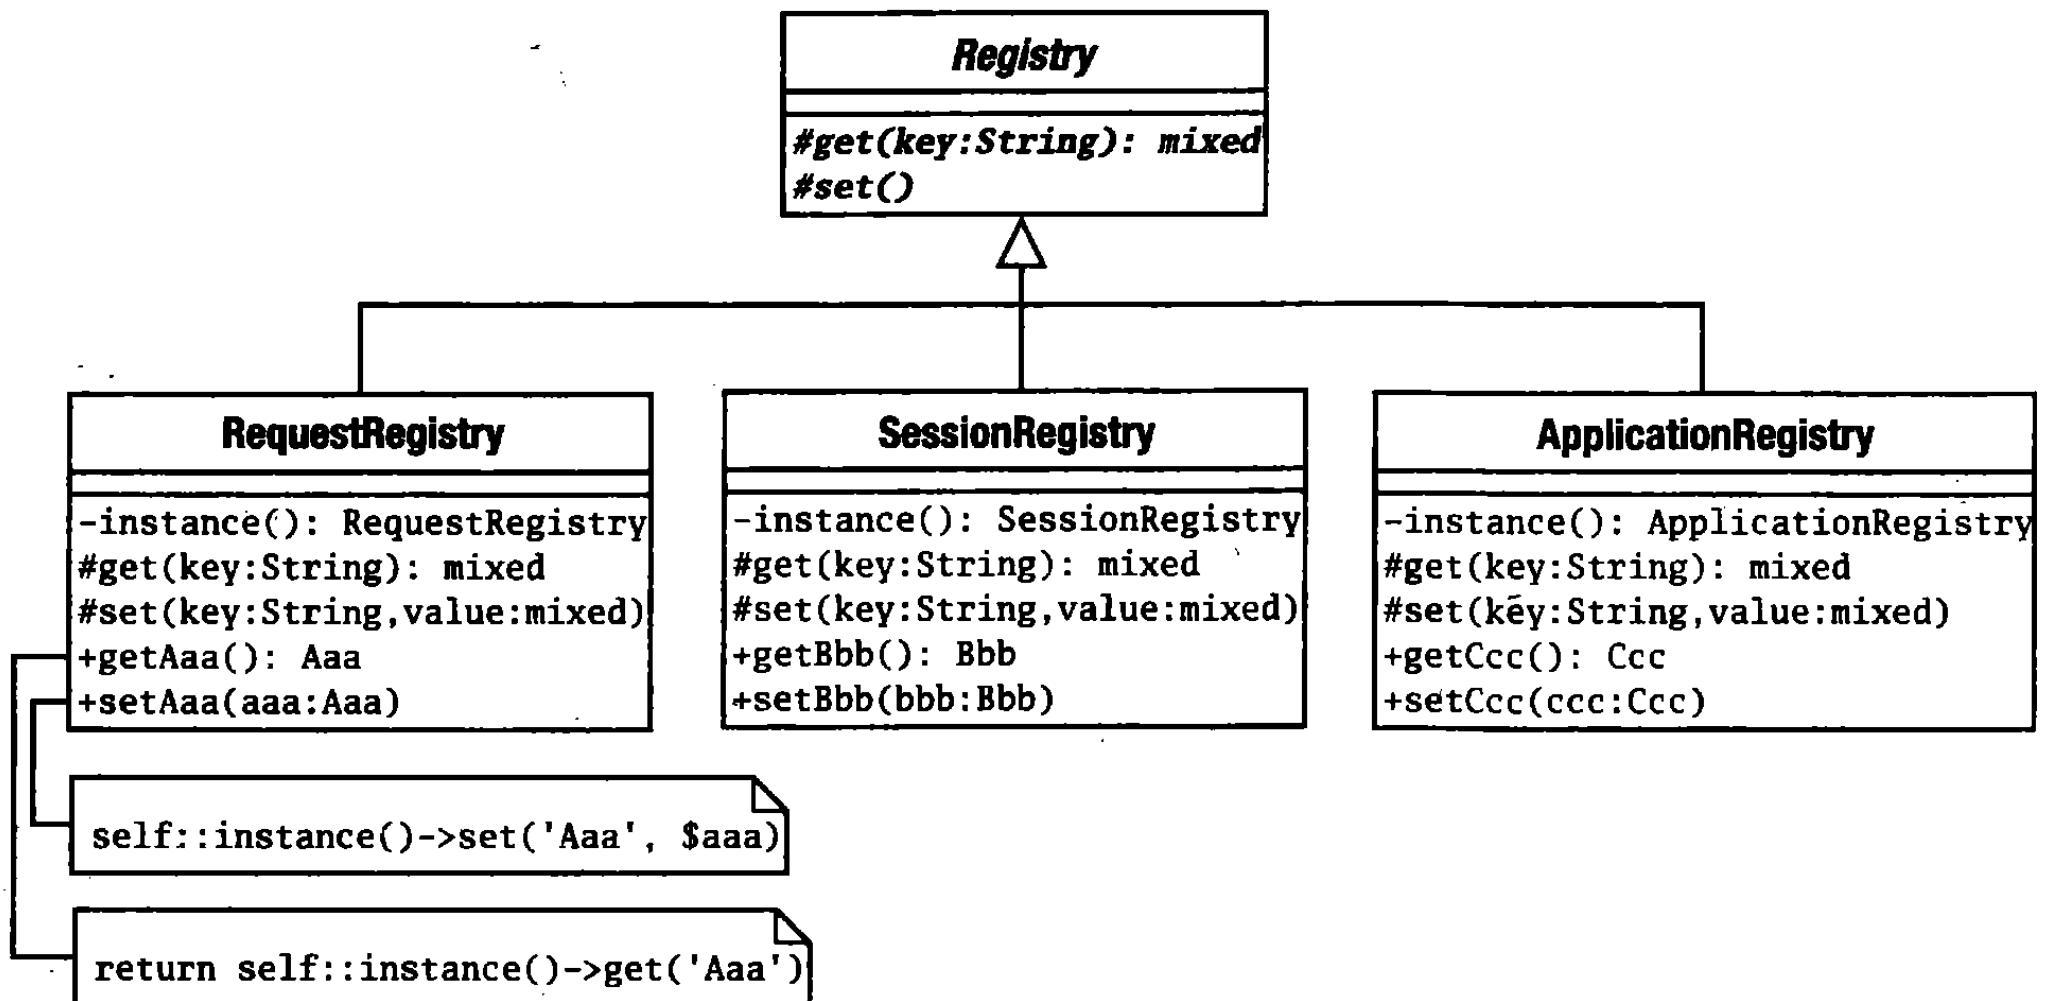 Registry
#get(key:String): mixed
#set()
RequestRegistry
-instance(): RequestRegistry
#get(key:String): mixed
#set(key:String,value:mixed)
+getAaa(): Aaa
+setAaa(aaa:Aaa)
SessionRegistry
-instance(): SessionRegistry
#get(key:String): mixed
#set(key:String,value:mixed)
+getBbb(): Bbb
+setBbb(bbb:Bbb)
ApplicationRegistry
-instance(): ApplicationRegistry
#get(key:String): mixed
#set(key:String,value:mixed)
+getCcc(): Ccc
+setCcc(ccc:Ccc)
self::instance()->set('Aaa', $aaa)
return self::instance()->get('Aaa')